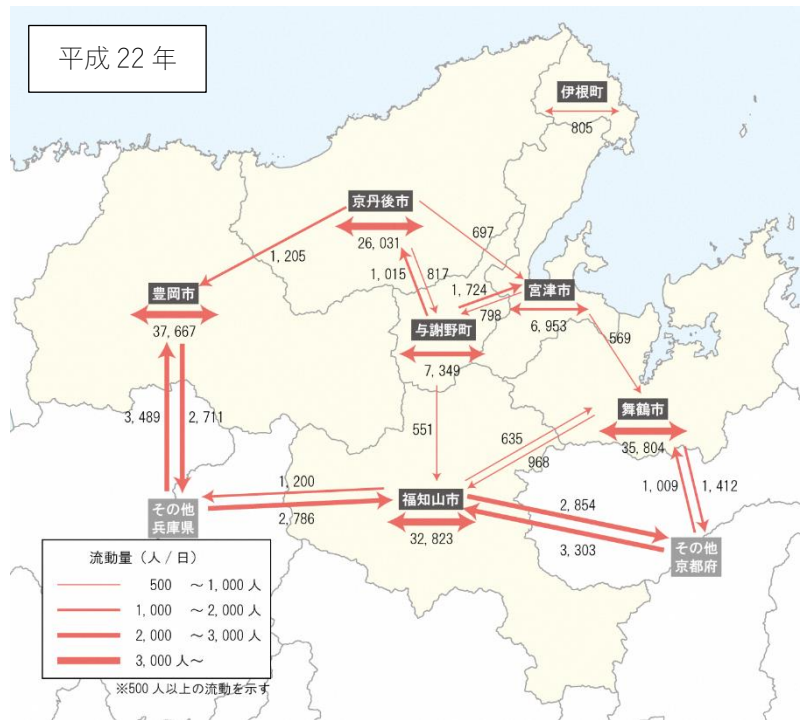 平成 22 年
伊根町
805
京丹後市
26,031
697
1,205
1,015
817
1,724
宮津市
798
6,953
豊岡市
37,667
与謝野町
7,349
569
3,489
2,711
551
635
968
舞鶴市
35,804
1,009
1,412
1,200
2,786
その他
兵庫県
福知山市
32,823
2,854
3,303
その他
京都府
流動量(人/日)
500 ~1,000 人
1,000 ~2,000 人
2,000 ~3,000 人
3,000 人~
※500 人以上の流動を示す